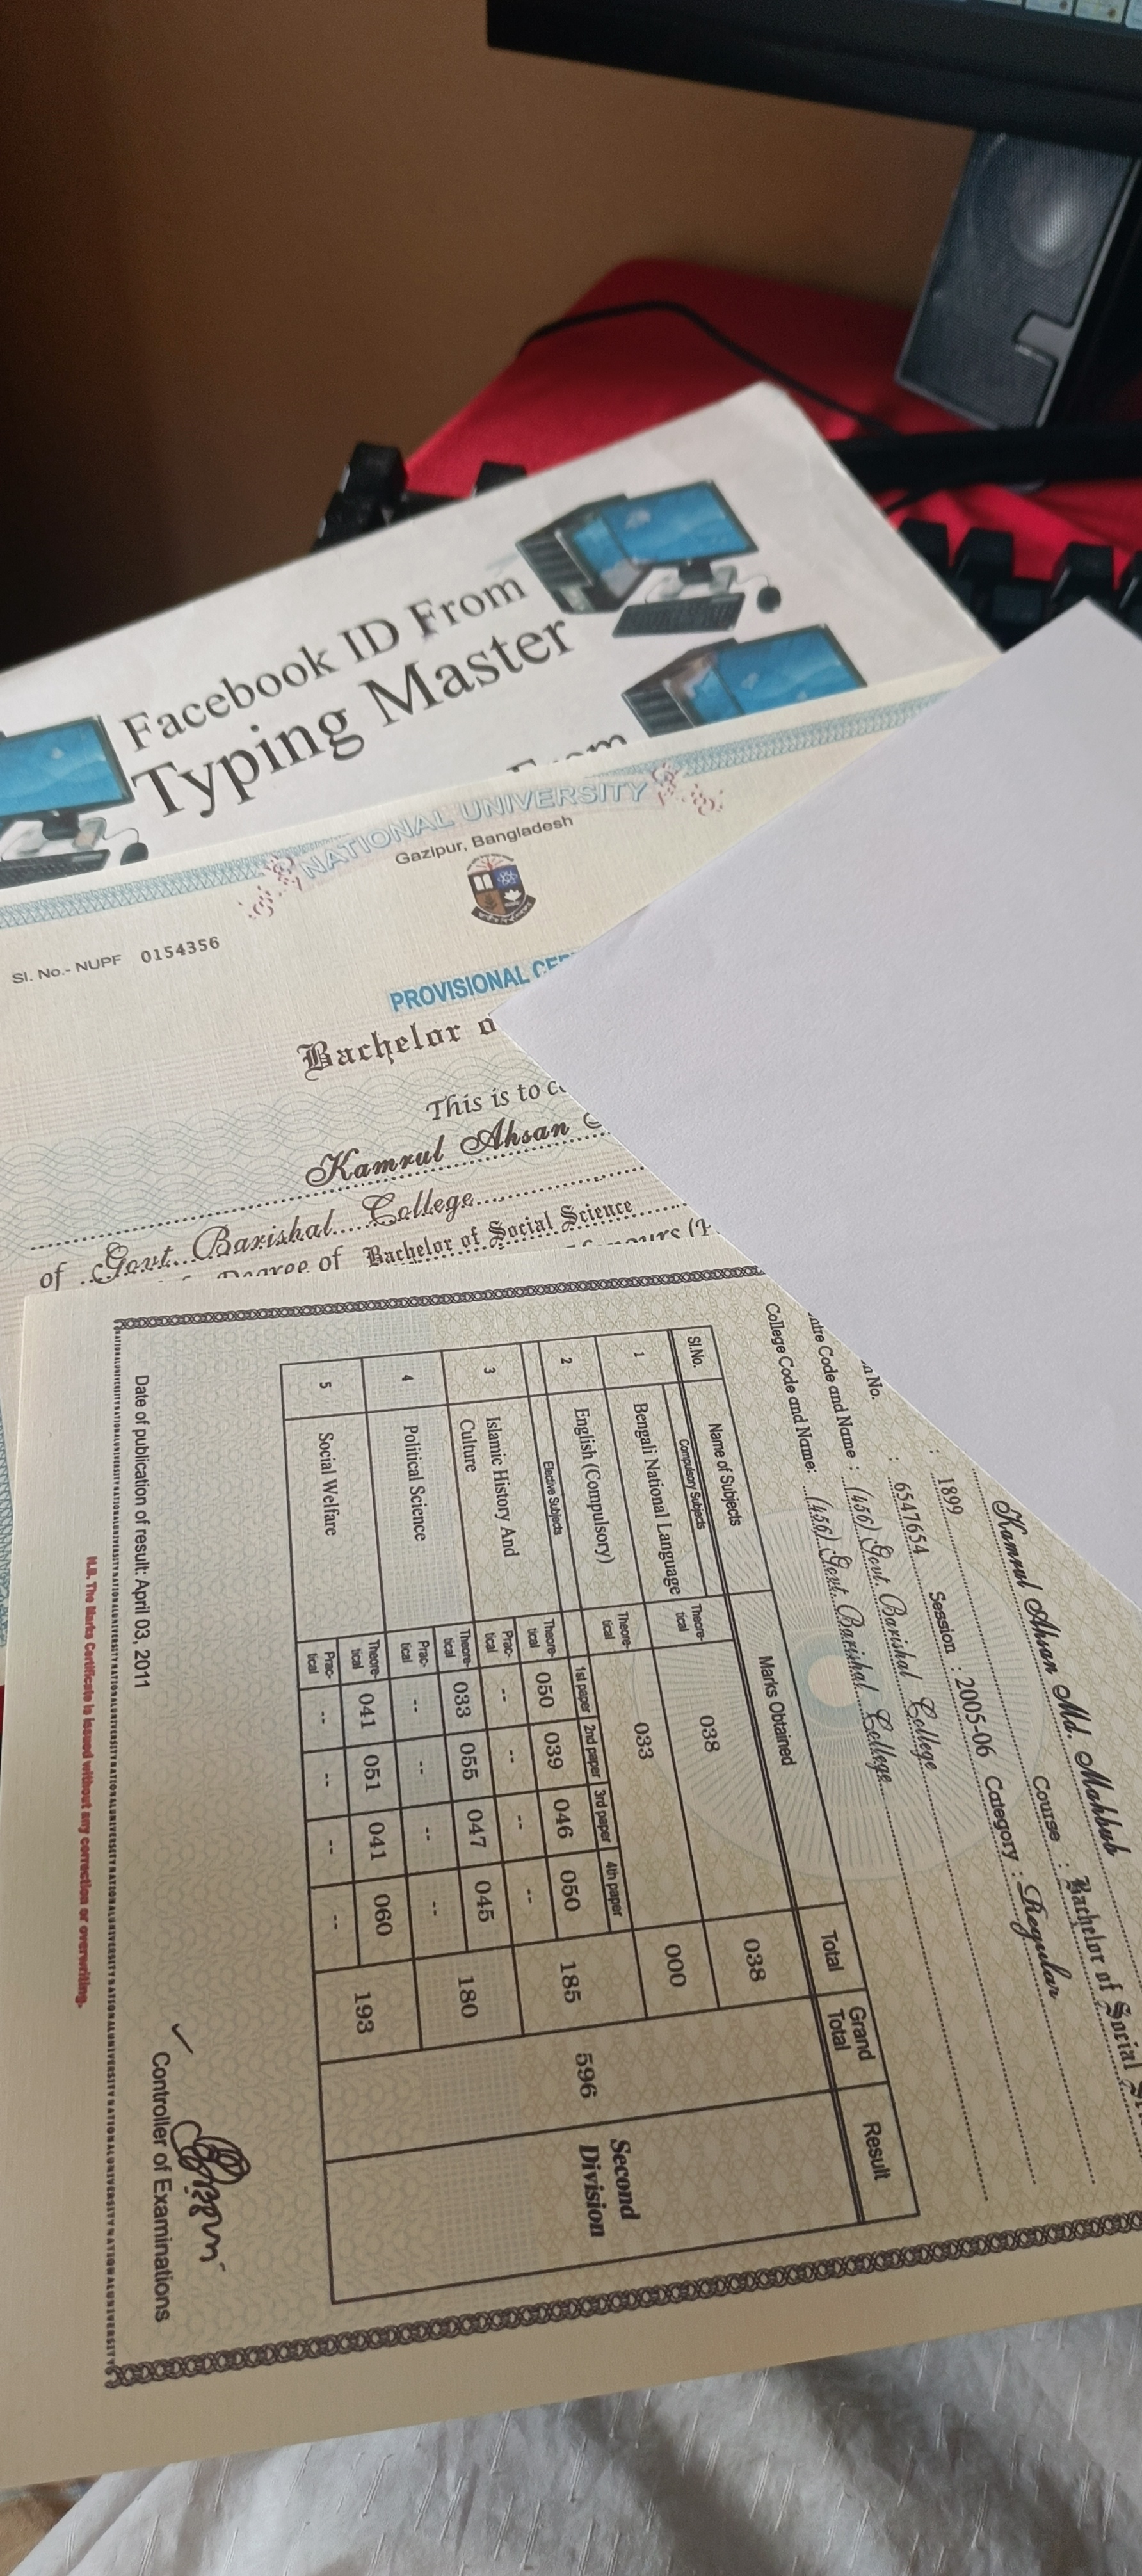 Facebook ID From
Typing Master
From
NATIONAL UNIVERSITY
Gazipur, Bangladesh
Sl. No.- NUPF 0154356
PROVISIONAL CER
Bachelor o
This is to ce
Kamrul Ahsan
of Govt. Barishal College
Degree of Bachelor of Social Science
Kamrul Ahsan Md. Mahbub
Course : Bachelor of Social
1899 Session : 2005-06 Category : Regular
n No. : 6547654
ntre Code and Name : (456) Govt. Barishal College
College Code and Name: (456) Govt. Barishal College
Sl.No. Name of Subjects Marks Obtained Total Grand Total Result
Compulsory Subjects
1 Bengali National Language Theore-tical 038 038
2 English (Compulsory) Theore-tical 033 000
Elective Subjects 1st paper 2nd paper 3rd paper 4th paper
3 Islamic History And Culture Theore-tical 050 039 046 050 185
Prac-tical -- -- -- --
4 Political Science Theore-tical 033 055 047 045 180
Prac-tical -- -- -- --
5 Social Welfare Theore-tical 041 051 041 060 193
Prac-tical -- -- -- --
596
Second Division
Date of publication of result: April 03, 2011
Controller of Examinations
N.B. The Marks Certificate is issued without any correction or overwriting.